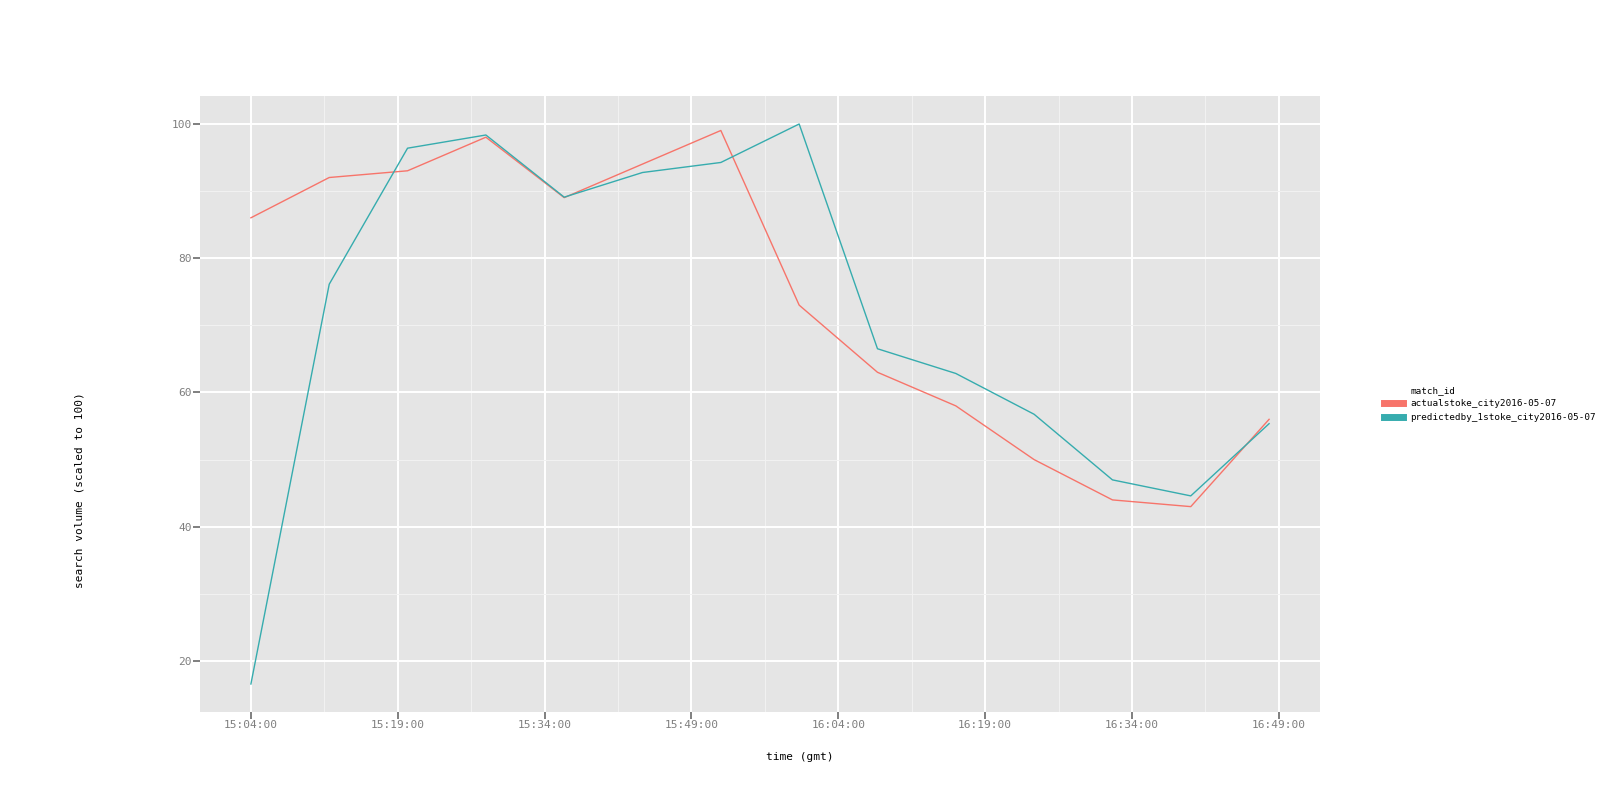 100
80
60
40
20
search volume (scaled to 100)
15:04:00 15:19:00 15:34:00 15:49:00 16:04:00 16:19:00 16:34:00 16:49:00
time (gmt)
match_id
actualstoke_city2016-05-07
predictedby_1stoke_city2016-05-07